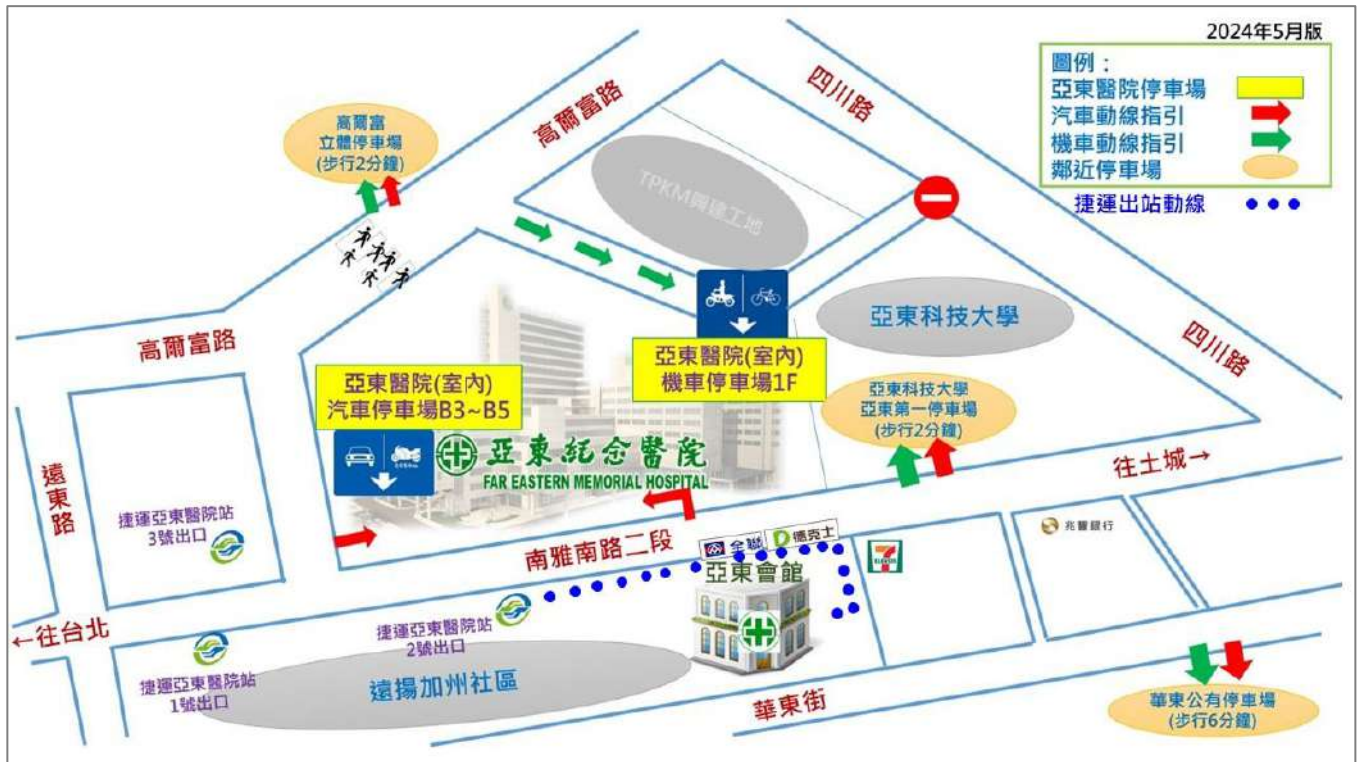 2024年5月版
圖例：
亞東醫院停車場
汽車動線指引
機車動線指引
鄰近停車場
捷運出站動線
四川路
高爾富路
高爾富
立體停車場
(步行2分鐘)
TPKM興建工地
亞東科技大學
四川路
高爾富路
亞東醫院(室內)
機車停車場1F
亞東醫院(室內)
汽車停車場B3~B5
亞東科技大學
亞東第一停車場
(步行2分鐘)
亞東紀念醫院
FAR EASTERN MEMORIAL HOSPITAL
往土城→
遠東路
捷運亞東醫院站
3號出口
南雅南路二段
全聯
德克士
兆豐銀行
7
ELEVEN
亞東會館
←往台北
捷運亞東醫院站
2號出口
捷運亞東醫院站
1號出口
遠揚加州社區
華東街
華東公有停車場
(步行6分鐘)